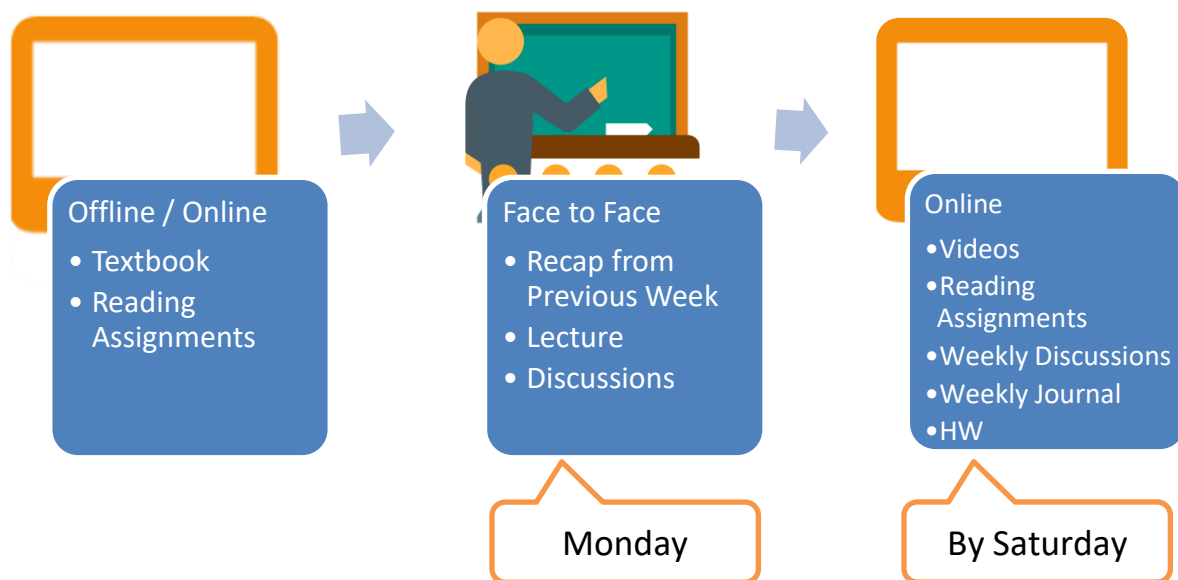 Offline / Online
• Textbook
• Reading
Assignments
Face to Face
• Recap from
Previous Week
• Lecture
• Discussions
Monday
Online
•Videos
•Reading
Assignments
•Weekly Discussions
•Weekly Journal
•HW
By Saturday